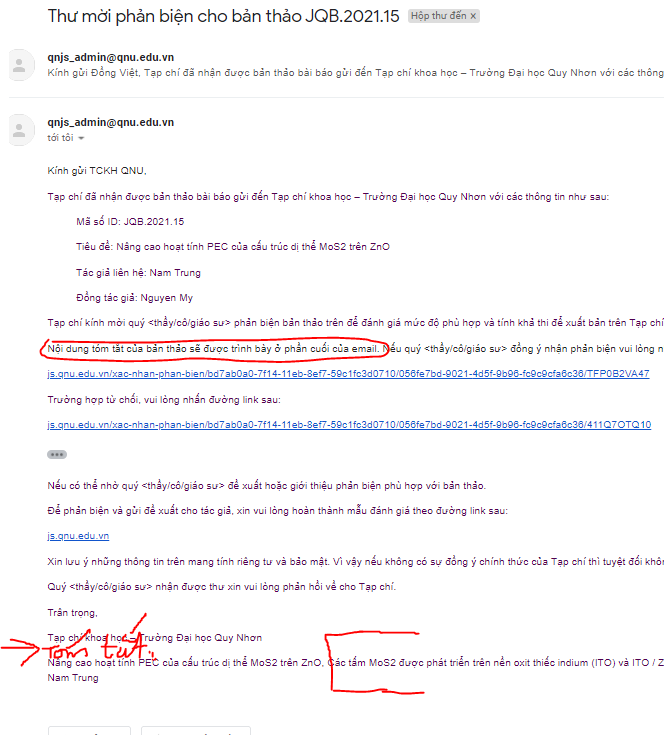 Thư mời phản biện cho bản thảo JQB.2021.15 Hộp thư đến x
qnjs_admin@qnu.edu.vn
Kính gửi Đồng Việt, Tạp chí đã nhận được bản thảo bài báo gửi đến Tạp chí khoa học – Trường Đại học Quy Nhơn với các thông
qnjs_admin@qnu.edu.vn
tới tôi
Kính gửi TCKH QNU,
Tạp chí đã nhận được bản thảo bài báo gửi đến Tạp chí khoa học – Trường Đại học Quy Nhơn với các thông tin như sau:
Mã số ID: JQB.2021.15
Tiêu đề: Nâng cao hoạt tính PEC của cấu trúc dị thể MoS2 trên ZnO
Tác giả liên hệ: Nam Trung
Đồng tác giả: Nguyen My
Tạp chí kính mời quý <thầy/cô/giáo sư> phản biện bản thảo trên để đánh giá mức độ phù hợp và tính khả thi để xuất bản trên Tạp chí
Nội dung tóm tắt của bản thảo sẽ được trình bày ở phần cuối của email. Nếu quý <thầy/cô/giáo sư> đồng ý nhận phản biện vui lòng n
js.qnu.edu.vn/xac-nhan-phan-bien/bd7ab0a0-7f14-11eb-8ef7-59c1fc3d0710/056fe7bd-9021-4d5f-9b96-fc9c9cfa6c36/TFP0B2VA47
Trường hợp từ chối, vui lòng nhấn đường link sau:
js.qnu.edu.vn/xac-nhan-phan-bien/bd7ab0a0-7f14-11eb-8ef7-59c1fc3d0710/056fe7bd-9021-4d5f-9b96-fc9c9cfa6c36/411Q7OTQ10
Nếu có thể nhờ quý <thầy/cô/giáo sư> đề xuất hoặc giới thiệu phản biện phù hợp với bản thảo.
Để phản biện và gửi đề xuất cho tác giả, xin vui lòng hoàn thành mẫu đánh giá theo đường link sau:
js.qnu.edu.vn
Xin lưu ý những thông tin trên mang tính riêng tư và bảo mật. Vì vậy nếu không có sự đồng ý chính thức của Tạp chí thì tuyệt đối khôn
Quý <thầy/cô/giáo sư> nhận được thư xin vui lòng phản hồi về cho Tạp chí.
Trân trọng,
Tạp chí khoa học – Trường Đại học Quy Nhơn
Tóm tắt:
Nâng cao hoạt tính PEC của cấu trúc dị thể MoS2 trên ZnO, Các tấm MoS2 được phát triển trên nền oxit thiếc indium (ITO) và ITO / Z
Nam Trung